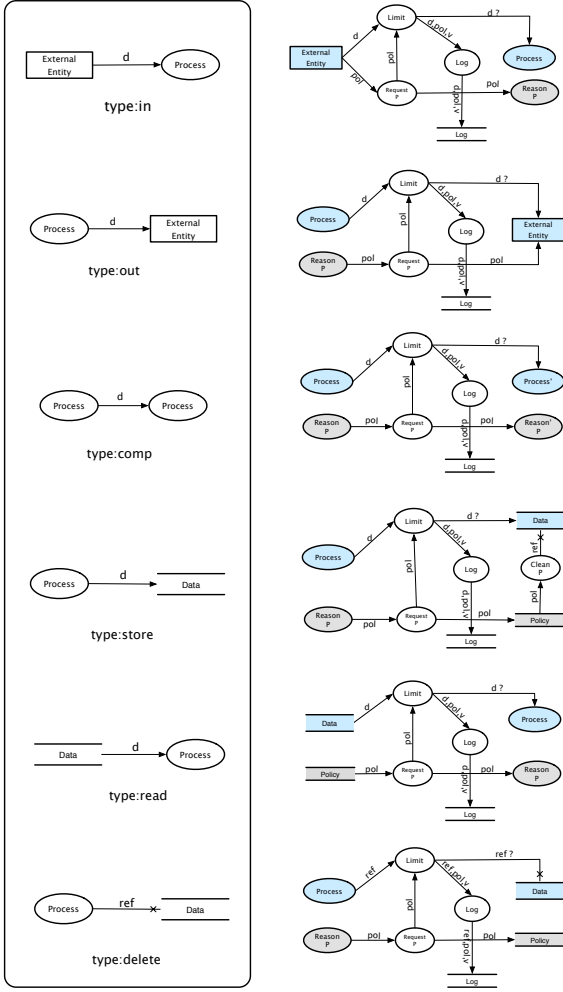 External
Entity
d
Process
type:in
Limit
d ?
d
d,pol,v
External
Entity
pol
Log
Process
pol
Request
P
pol
Reason
P
d,pol,v
Log
Process
d
External
Entity
type:out
Limit
d ?
d
d,pol,v
Process
pol
Log
External
Entity
Reason
P
pol
Request
P
pol
d,pol,v
Log
Process
d
Process
type:comp
Limit
d ?
d
d,pol,v
Process
pol
Log
Process'
Reason
P
pol
Request
P
pol
Reason'
P
d,pol,v
Log
Process
d
Data
type:store
Limit
d ?
Data
d
d,pol,v
ref
Process
pol
Log
Clean
P
pol
Reason
P
pol
Request
P
pol
Policy
d,pol,v
Log
Data
d
Process
type:read
Limit
d ?
Data
d
d,pol,v
Process
pol
Log
Policy
pol
Request
P
pol
Reason
P
d,pol,v
Log
Process
ref
Data
type:delete
Limit
ref ?
ref
ref,pol,v
Process
pol
Log
Data
Reason
P
pol
Request
P
pol
Policy
ref,pol,v
Log